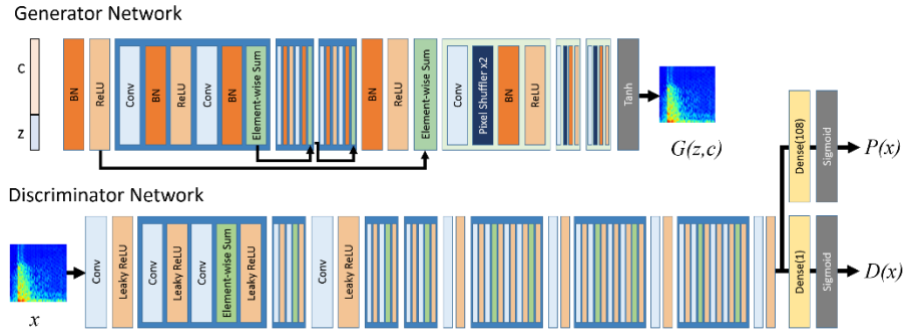 Generator Network
C
Z
BN
ReLU
Conv
BN
ReLU
Conv
BN
Element-wise Sum
BN
ReLU
Element-wise Sum
Conv
Pixel Shuffler x2
BN
ReLU
Tanh
G(z,c)
Dense(108)
Sigmoid
P(x)
Discriminator Network
x
Conv
Leaky ReLU
Conv
Leaky ReLU
Conv
Element-wise Sum
Leaky ReLU
Conv
Leaky ReLU
Dense(1)
Sigmoid
D(x)